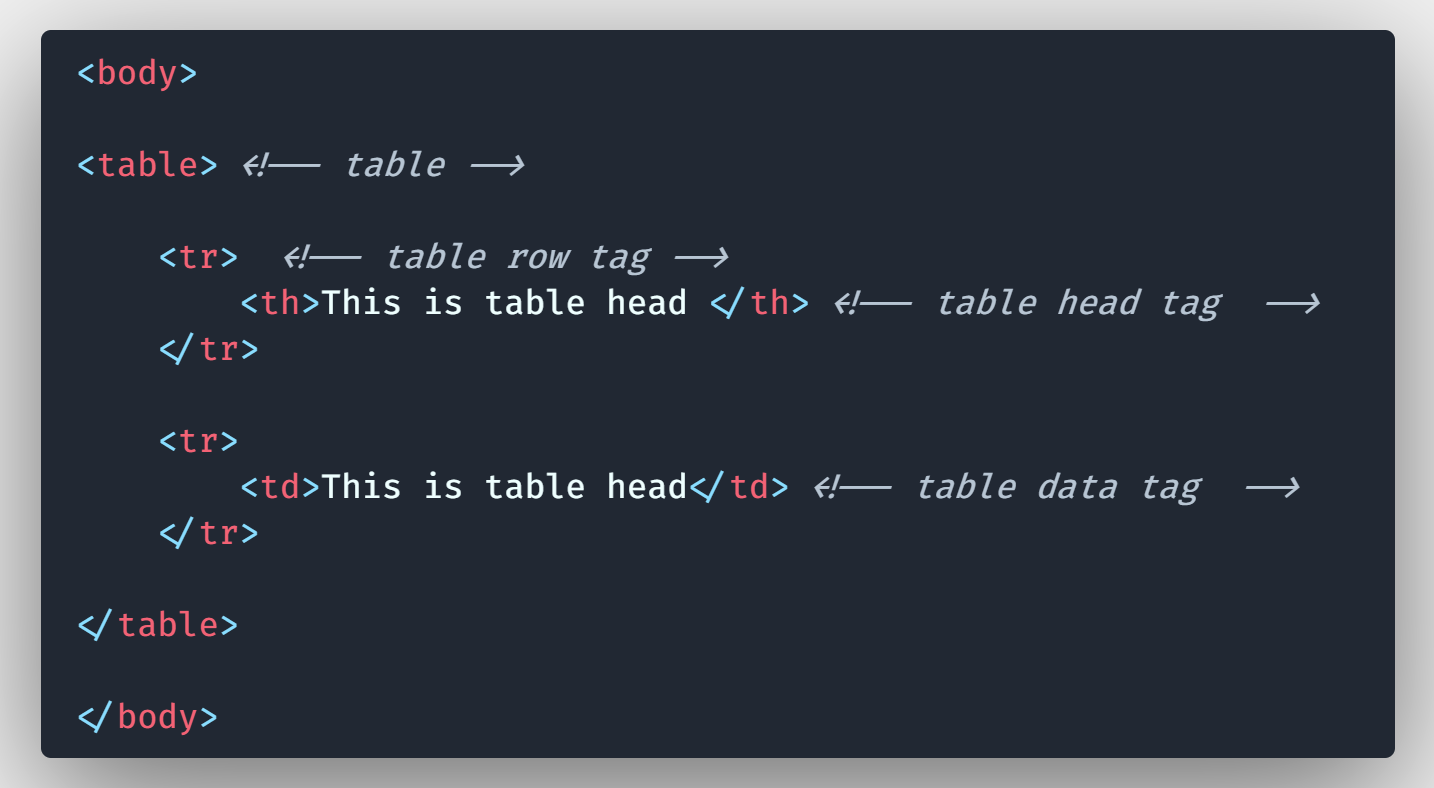 <body>
<table> <!-- table -->
<tr>  <!-- table row tag -->
<th>This is table head </th> <!-- table head tag  -->
</tr>
<tr>
<td>This is table head</td> <!-- table data tag  -->
</tr>
</table>
</body>